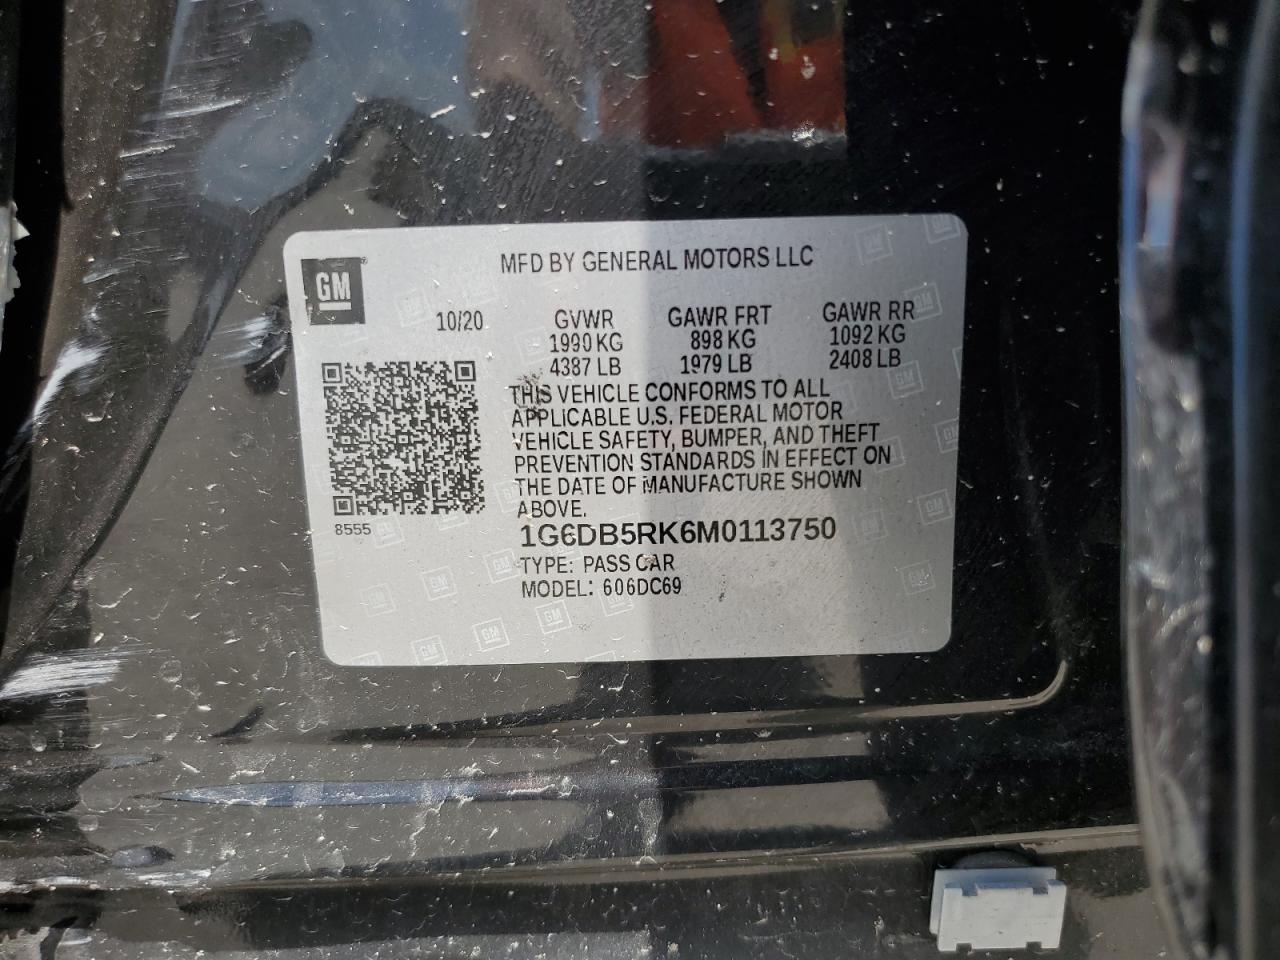 MFD BY GENERAL MOTORS LLC
GM
10/20 GVWR GAWR FRT GAWR RR
1990 KG 898 KG 1092 KG
4387 LB 1979 LB 2408 LB
THIS VEHICLE CONFORMS TO ALL
APPLICABLE U.S. FEDERAL MOTOR
VEHICLE SAFETY, BUMPER, AND THEFT
PREVENTION STANDARDS IN EFFECT ON
THE DATE OF MANUFACTURE SHOWN
ABOVE.
8555
1G6DB5RK6M0113750
TYPE: PASS CAR
MODEL: 606DC69